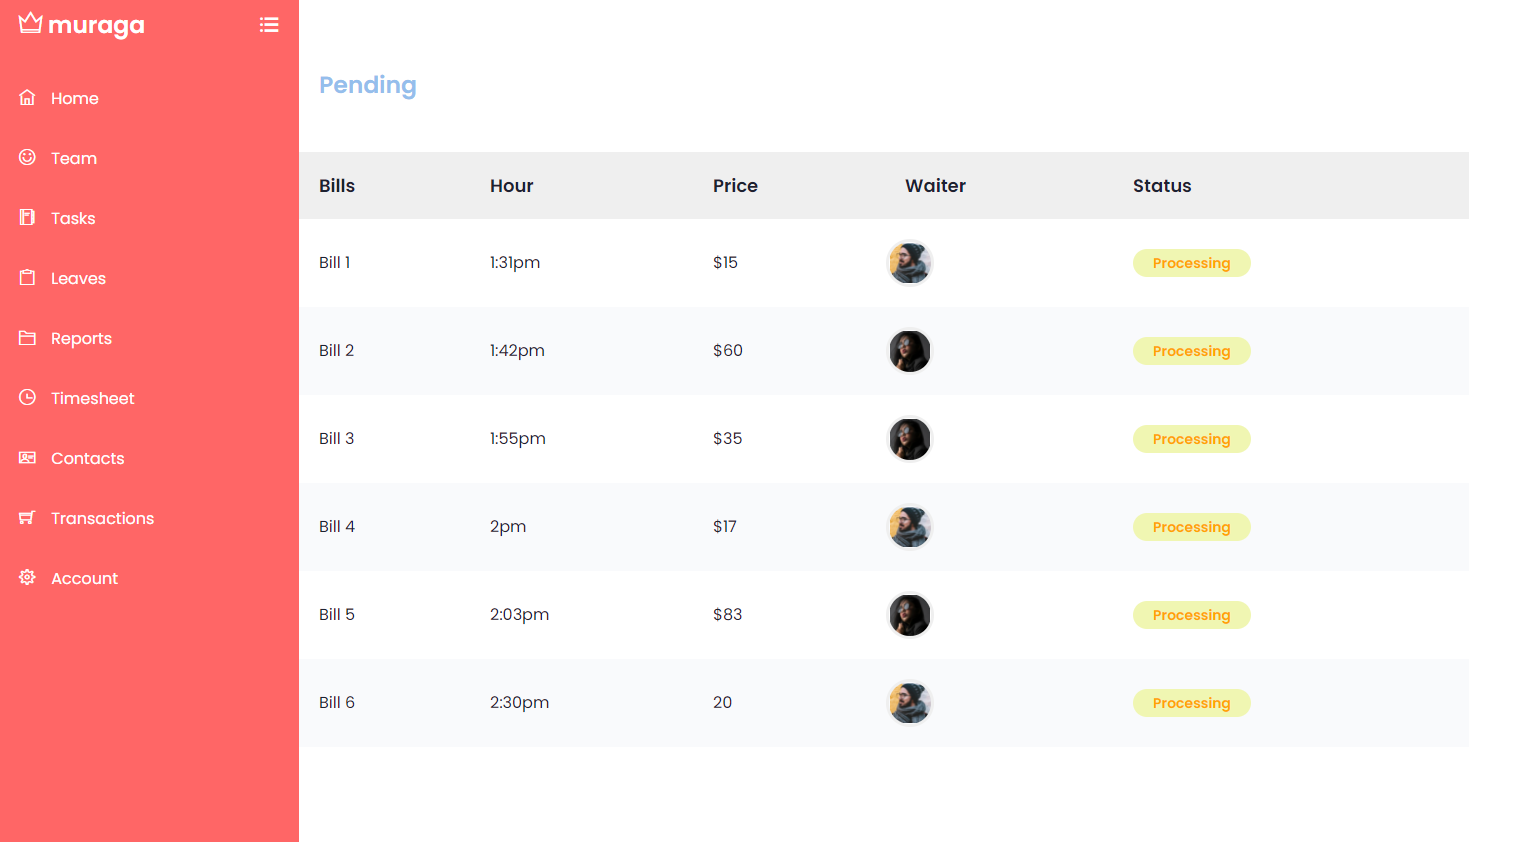 muraga
Home
Team
Tasks
Leaves
Reports
Timesheet
Contacts
Transactions
Account
Pending
Bills Hour Price Waiter Status
Bill 1 1:31pm $15 Processing
Bill 2 1:42pm $60 Processing
Bill 3 1:55pm $35 Processing
Bill 4 2pm $17 Processing
Bill 5 2:03pm $83 Processing
Bill 6 2:30pm 20 Processing